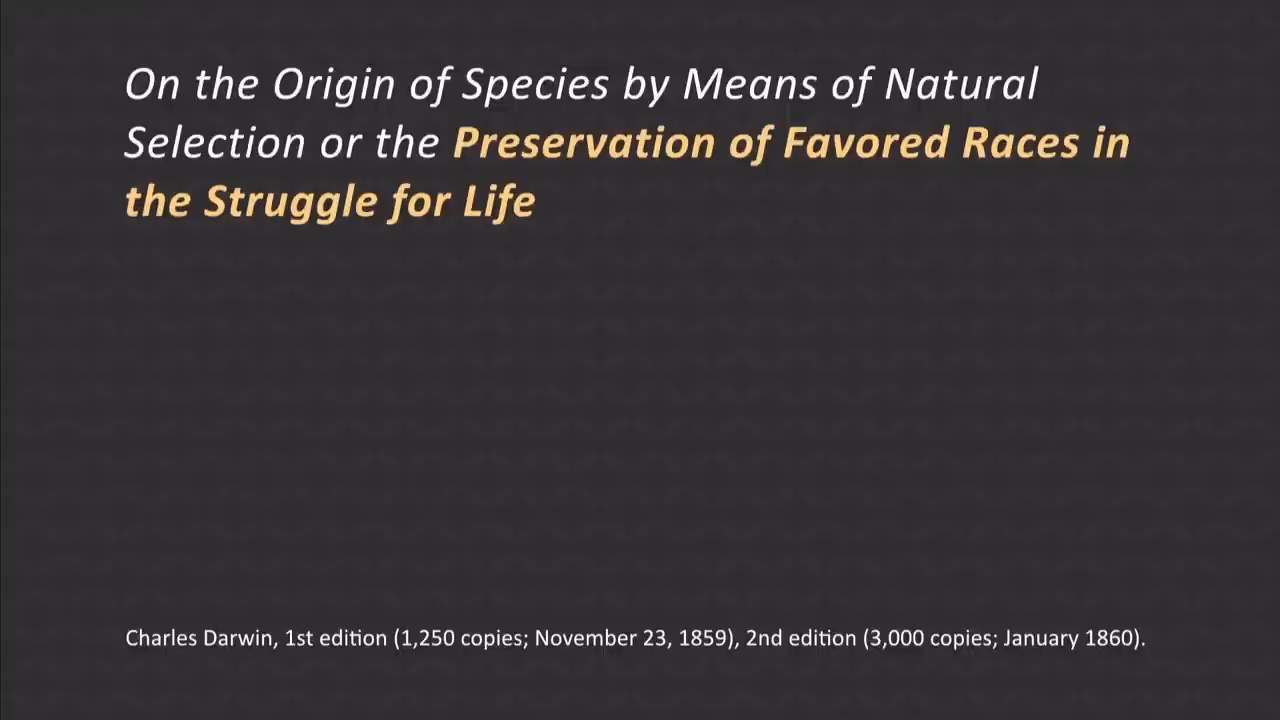 On the Origin of Species by Means of Natural
Selection or the Preservation of Favored Races in
the Struggle for Life
Charles Darwin, 1st edition (1,250 copies; November 23, 1859), 2nd edition (3,000 copies; January 1860).